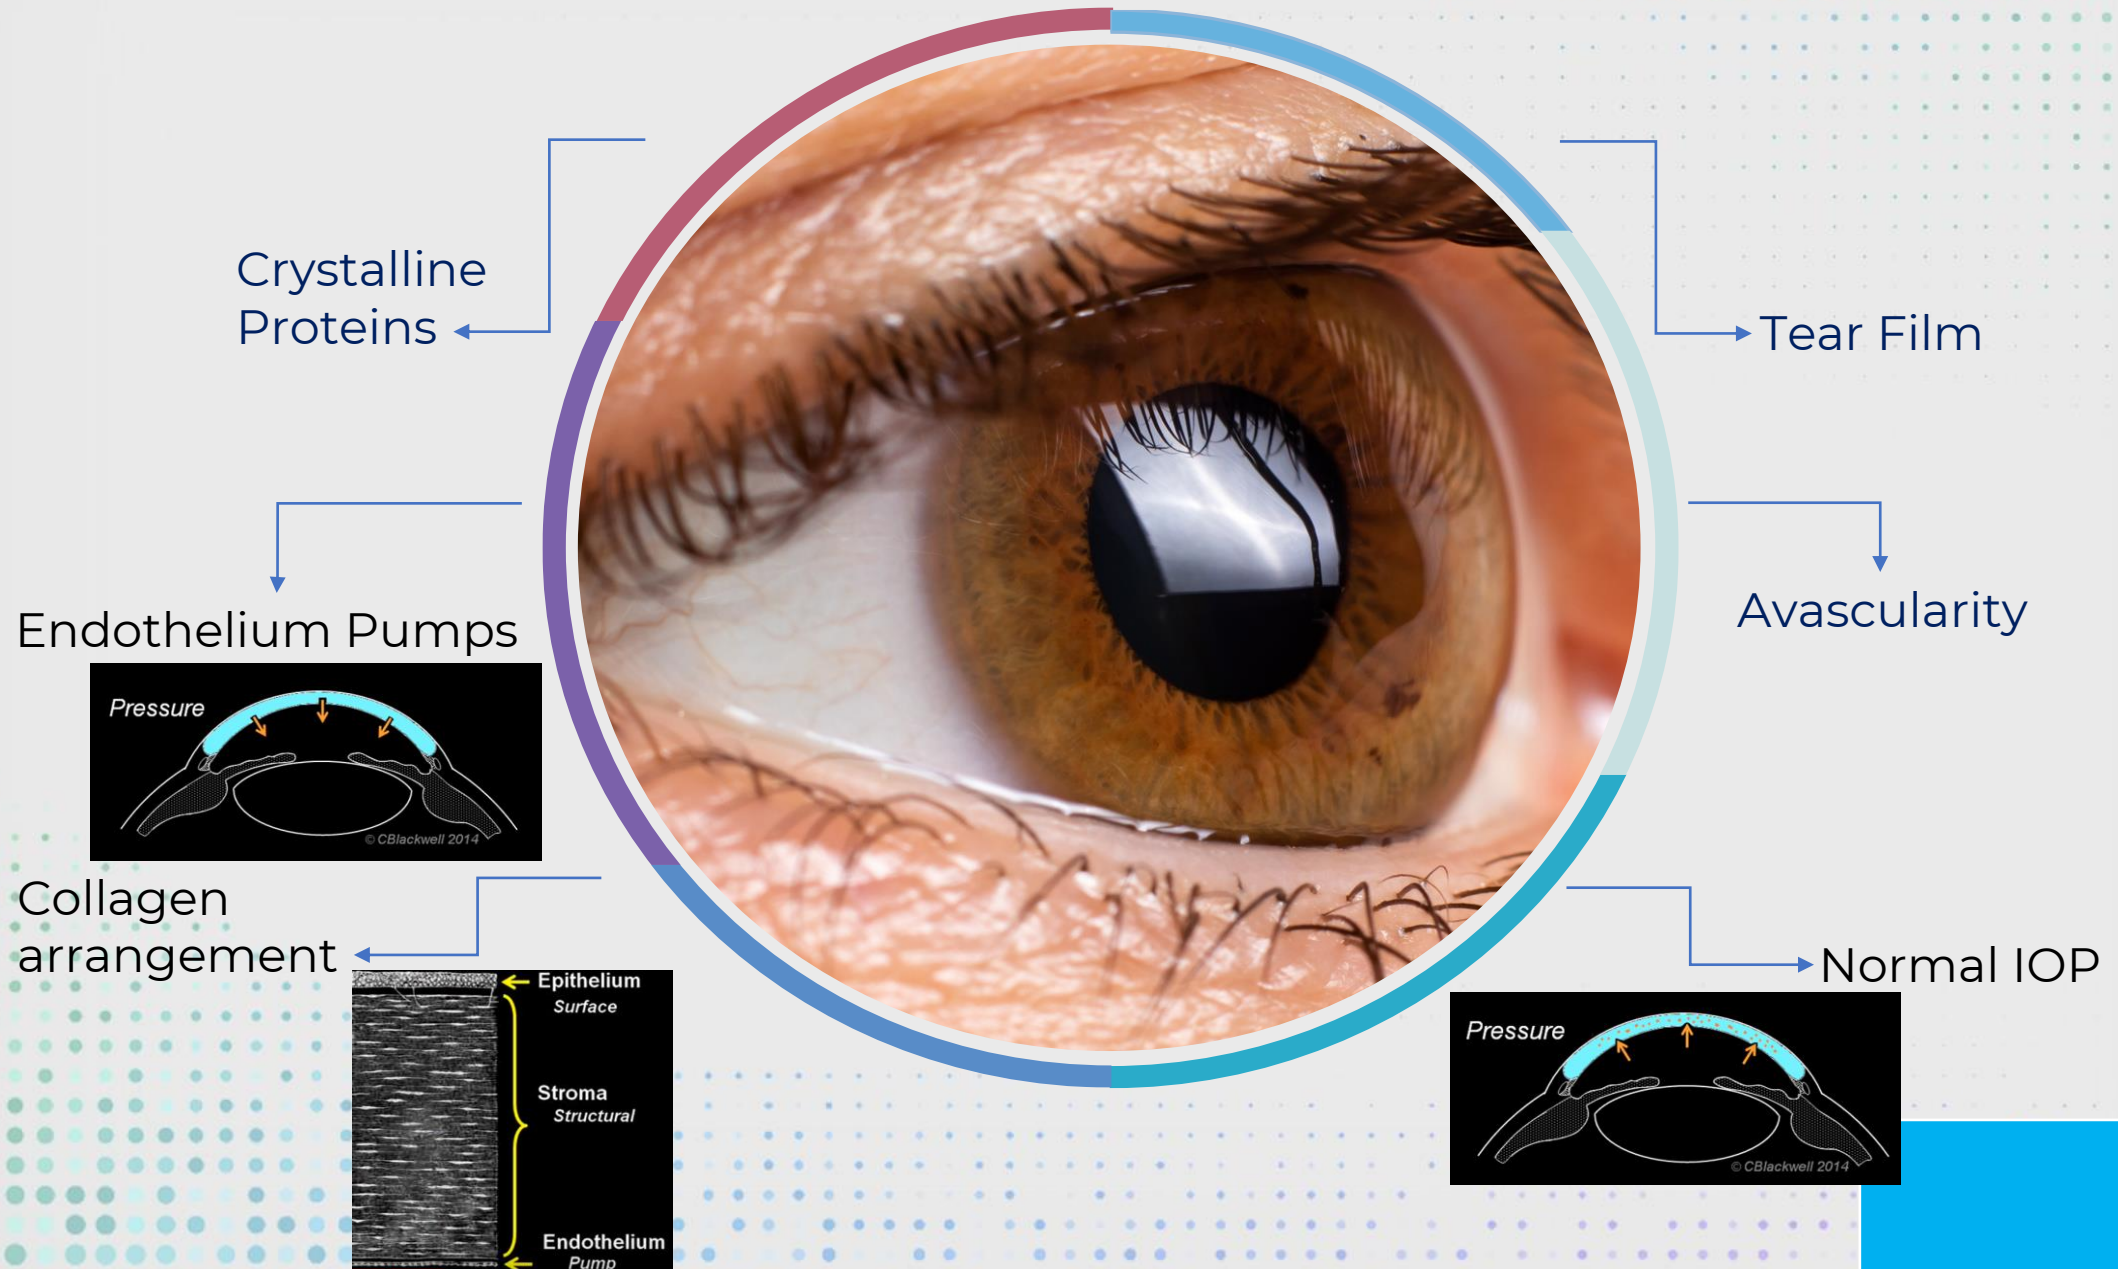 Crystalline
Proteins
Tear Film
Endothelium Pumps
Avascularity
Pressure
© CBlackwell 2014
Collagen
arrangement
Normal IOP
Epithelium
Surface
Stroma
Structural
Endothelium
Pump
Pressure
© CBlackwell 2014